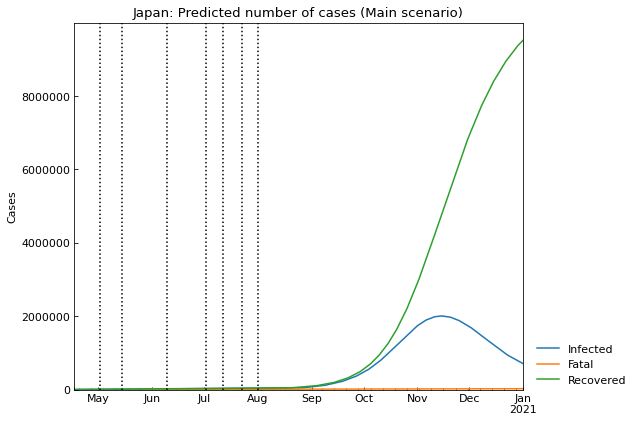 Japan: Predicted number of cases (Main scenario)
Cases
8000000
6000000
4000000
2000000
0
May Jun Jul Aug Sep Oct Nov Dec Jan
2021
Infected
Fatal
Recovered